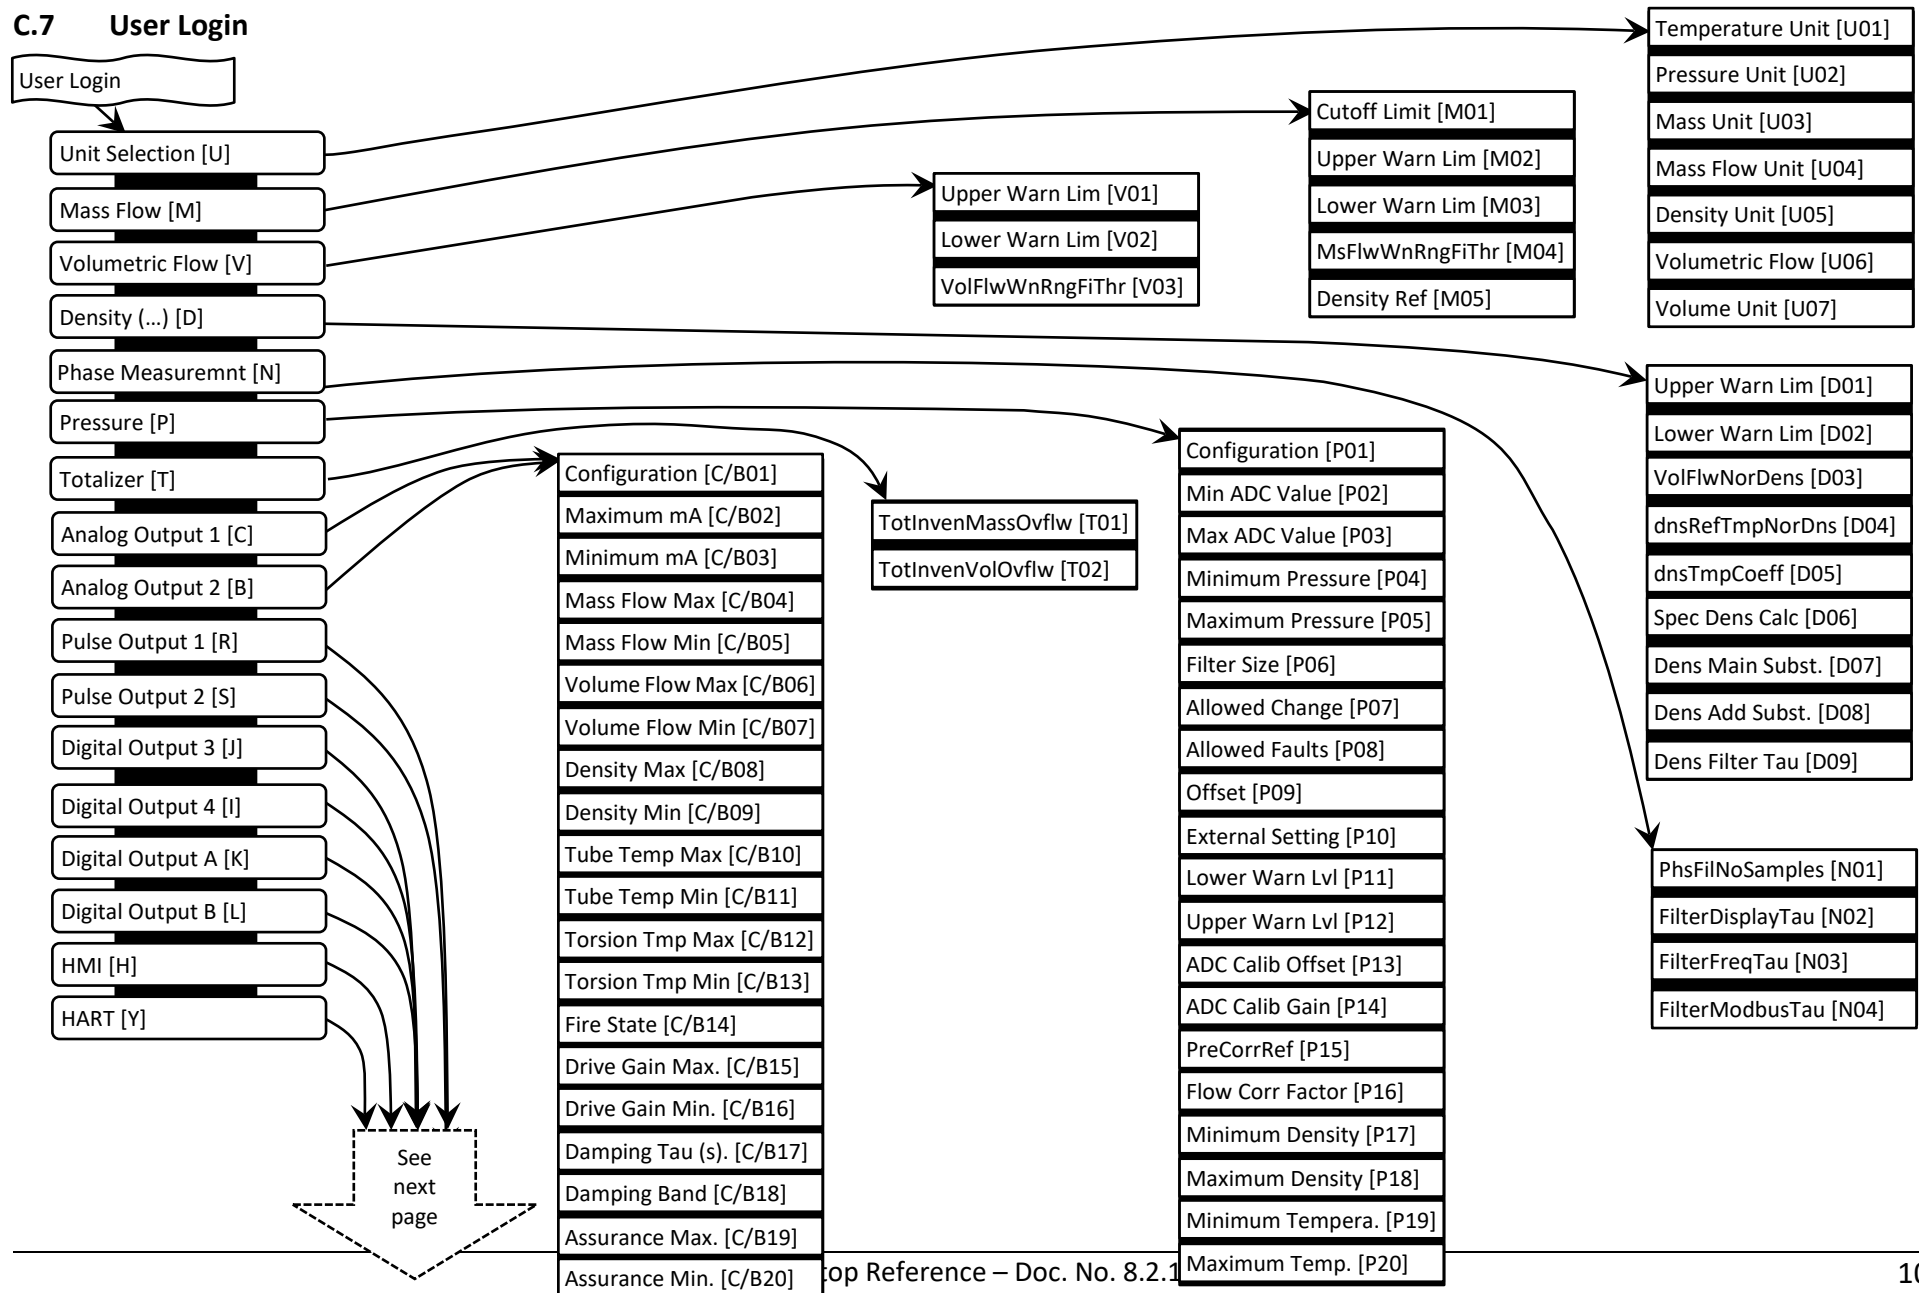 C.7 User Login
User Login
Unit Selection [U]
Mass Flow [M]
Volumetric Flow [V]
Density (...) [D]
Phase Measuremnt [N]
Pressure [P]
Totalizer [T]
Analog Output 1 [C]
Analog Output 2 [B]
Pulse Output 1 [R]
Pulse Output 2 [S]
Digital Output 3 [J]
Digital Output 4 [I]
Digital Output A [K]
Digital Output B [L]
HMI [H]
HART [Y]
See
next
page
Configuration [C/B01]
Maximum mA [C/B02]
Minimum mA [C/B03]
Mass Flow Max [C/B04]
Mass Flow Min [C/B05]
Volume Flow Max [C/B06]
Volume Flow Min [C/B07]
Density Max [C/B08]
Density Min [C/B09]
Tube Temp Max [C/B10]
Tube Temp Min [C/B11]
Torsion Tmp Max [C/B12]
Torsion Tmp Min [C/B13]
Fire State [C/B14]
Drive Gain Max. [C/B15]
Drive Gain Min. [C/B16]
Damping Tau (s). [C/B17]
Damping Band [C/B18]
Assurance Max. [C/B19]
Assurance Min. [C/B20]
TotInvenMassOvflw [T01]
TotInvenVolOvflw [T02]
Upper Warn Lim [V01]
Lower Warn Lim [V02]
VolFlwWnRngFiThr [V03]
Configuration [P01]
Min ADC Value [P02]
Max ADC Value [P03]
Minimum Pressure [P04]
Maximum Pressure [P05]
Filter Size [P06]
Allowed Change [P07]
Allowed Faults [P08]
Offset [P09]
External Setting [P10]
Lower Warn Lvl [P11]
Upper Warn Lvl [P12]
ADC Calib Offset [P13]
ADC Calib Gain [P14]
PreCorrRef [P15]
Flow Corr Factor [P16]
Minimum Density [P17]
Maximum Density [P18]
Minimum Tempera. [P19]
Maximum Temp. [P20]
Cutoff Limit [M01]
Upper Warn Lim [M02]
Lower Warn Lim [M03]
MsFlwWnRngFiThr [M04]
Density Ref [M05]
Temperature Unit [U01]
Pressure Unit [U02]
Mass Unit [U03]
Mass Flow Unit [U04]
Density Unit [U05]
Volumetric Flow [U06]
Volume Unit [U07]
Upper Warn Lim [D01]
Lower Warn Lim [D02]
VolFlwNorDens [D03]
dnsRefTmpNorDns [D04]
dnsTmpCoeff [D05]
Spec Dens Calc [D06]
Dens Main Subst. [D07]
Dens Add Subst. [D08]
Dens Filter Tau [D09]
PhsFilNoSamples [N01]
FilterDisplayTau [N02]
FilterFreqTau [N03]
FilterModbusTau [N04]
Reference – Doc. No. 8.2.1